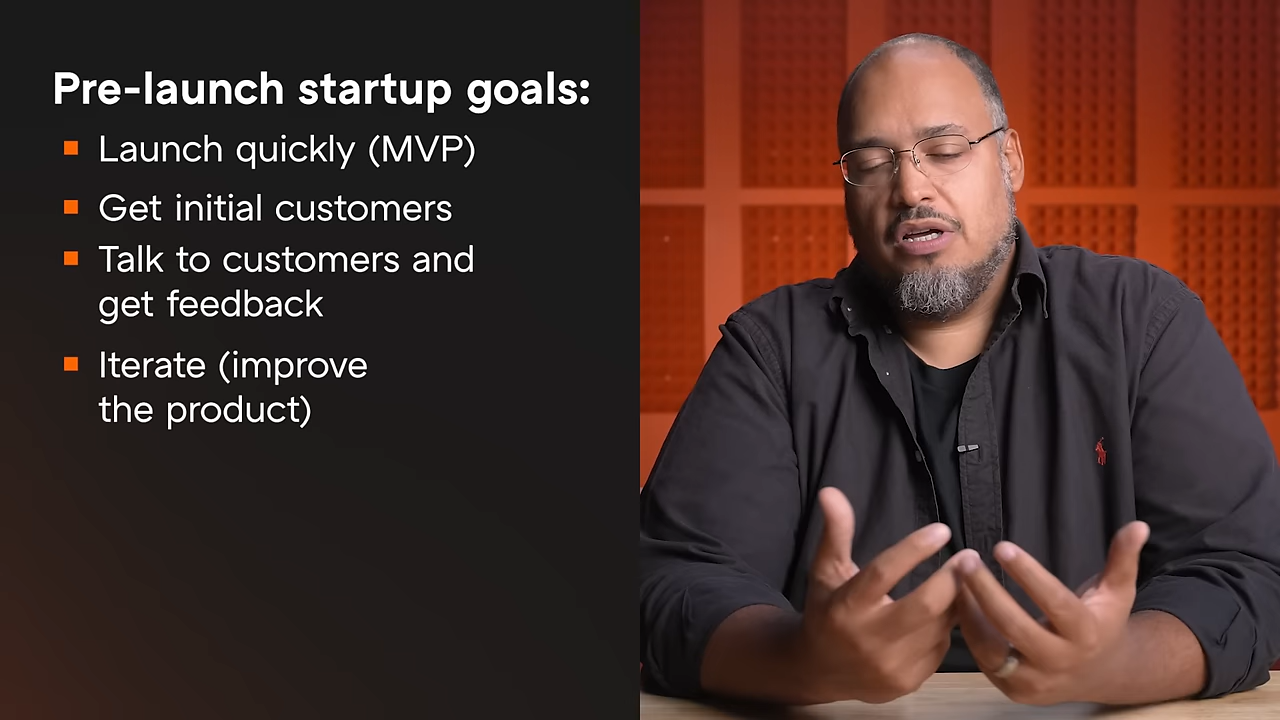 Pre-launch startup goals:
Launch quickly (MVP)
Get initial customers
Talk to customers and
get feedback
Iterate (improve
the product)